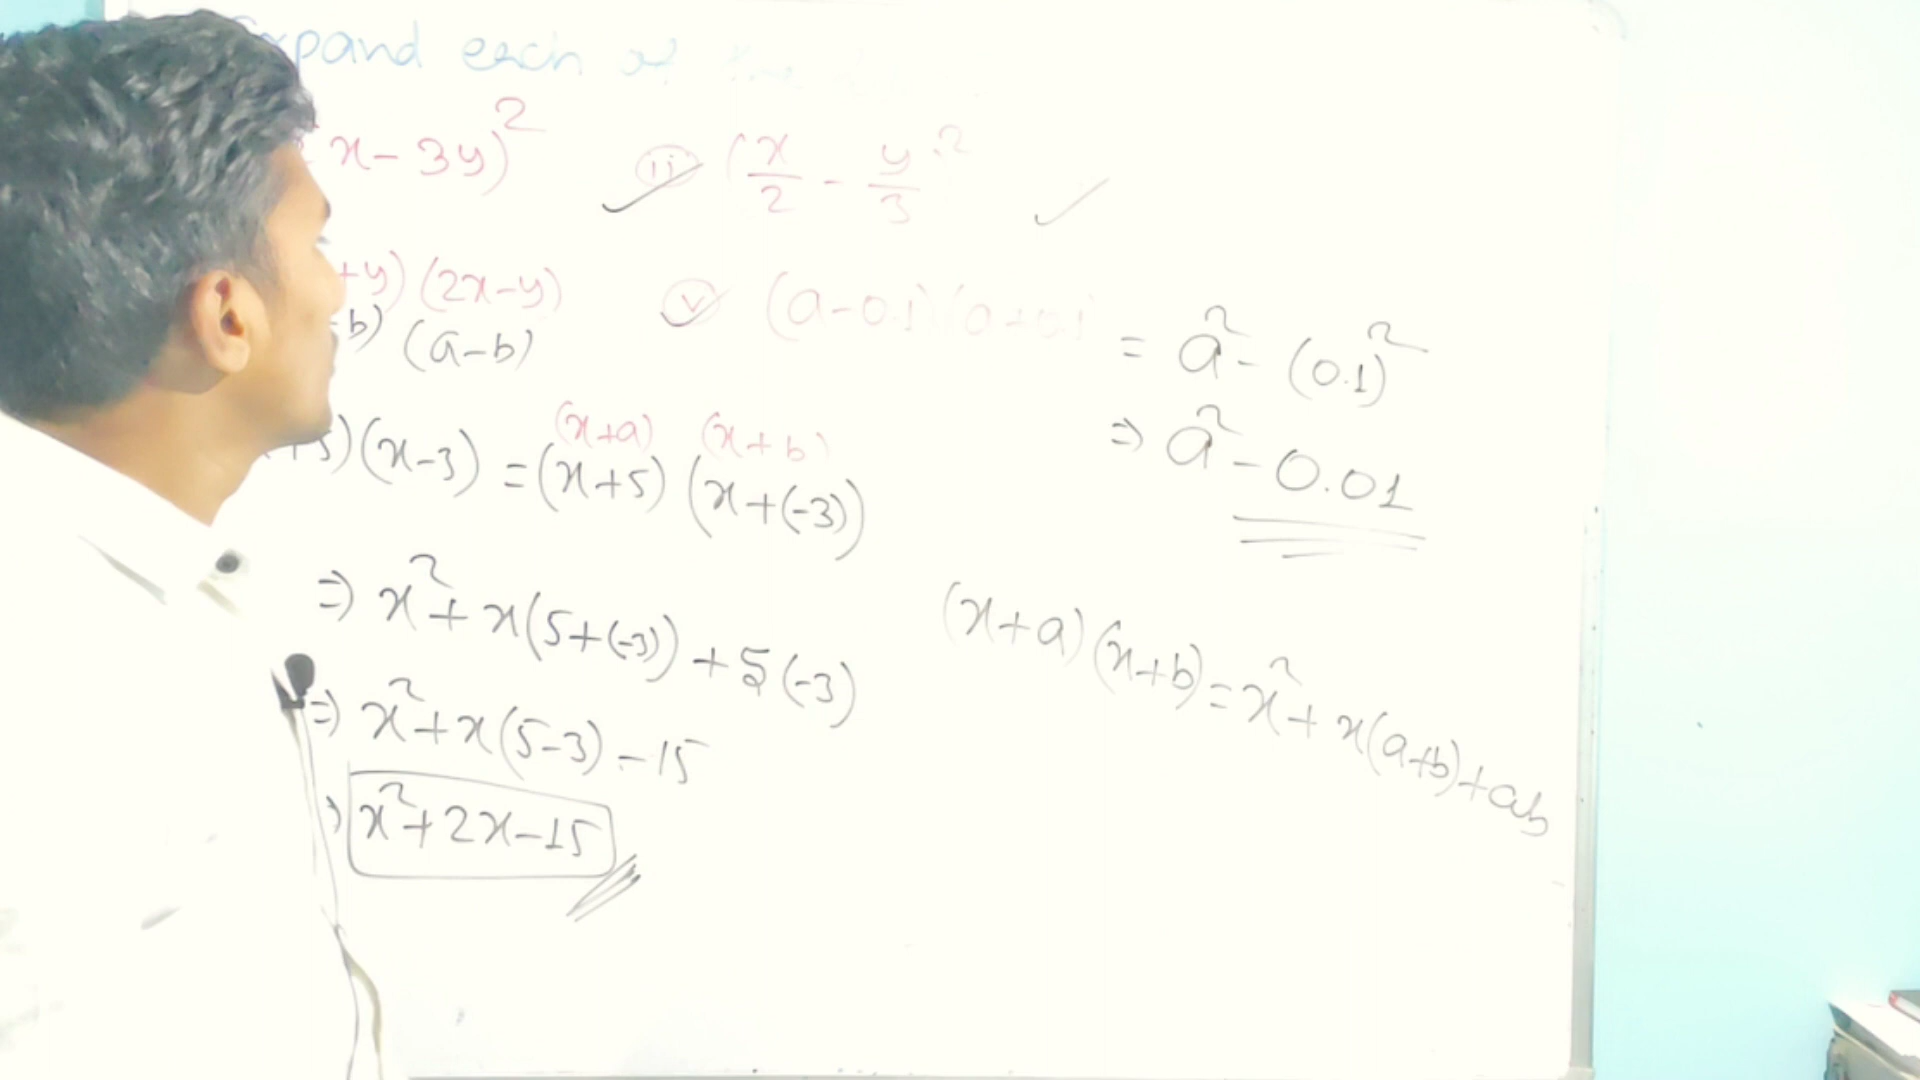 Expand each of the
x - 3y)²   (ii) (x/2 - y/3)²
+y) (2x-y)   (v) (a-0.1)(a+0.1) = a² - (0.1)²
-b) (a-b)
⇒ a² - 0.01
(x+a) (x+b)
+5)(x-3) = (x+5) (x+(-3))
⇒ x² + x(5+(-3)) + 5(-3)
(x+a)(x+b) = x² + x(a+b) + ab
⇒ x² + x(5-3) - 15
⇒ x² + 2x - 15